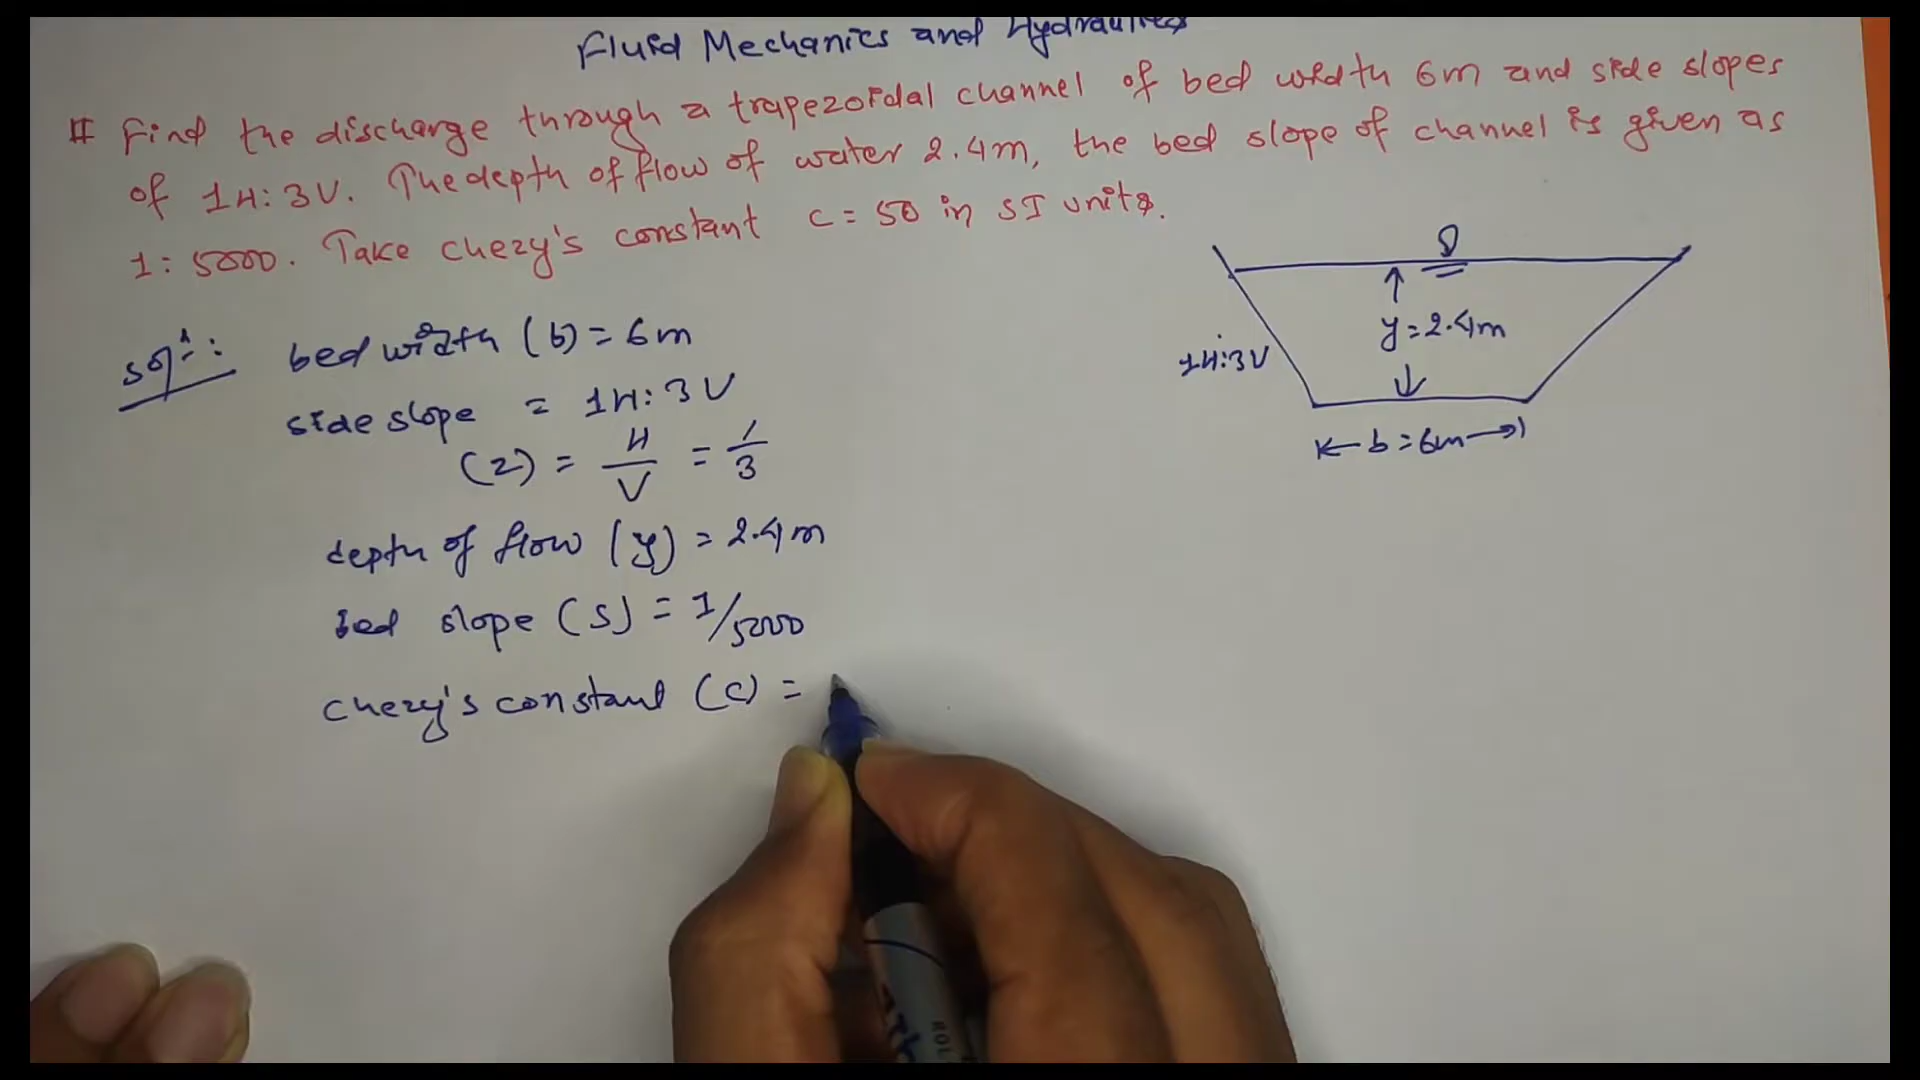 Fluid Mechanics and Hydraulics
# Find the discharge through a trapezoidal channel of bed width 6m and side slopes
of 1H:3V. The depth of flow of water 2.4m, the bed slope of channel is given as
1:5000. Take chezy's constant c=50 in SI units.
solⁿ:
bed width (b) = 6m
side slope = 1H:3V
(z) = H/V = 1/3
depth of flow (y) = 2.4m
bed slope (s) = 1/5000
chezy's constant (c) =
y=2.4m
1H:3V
b=6m